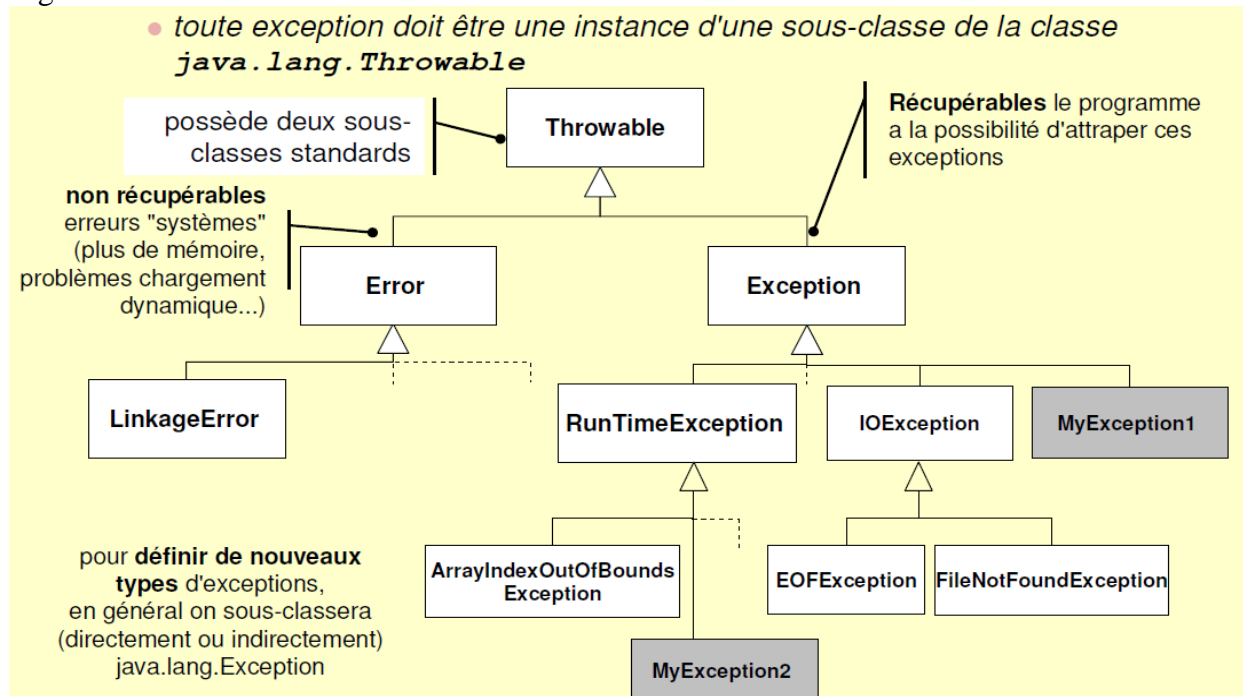 • toute exception doit être une instance d'une sous-classe de la classe
java.lang.Throwable
possède deux sous-
classes standards
Throwable
Récupérables le programme
a la possibilité d'attraper ces
exceptions
non récupérables
erreurs "systèmes"
(plus de mémoire,
problèmes chargement
dynamique...)
Error
Exception
LinkageError
RunTimeException
IOException
MyException1
pour définir de nouveaux
types d'exceptions,
en général on sous-classera
(directement ou indirectement)
java.lang.Exception
ArrayIndexOutOfBounds
Exception
EOFException
FileNotFoundException
MyException2